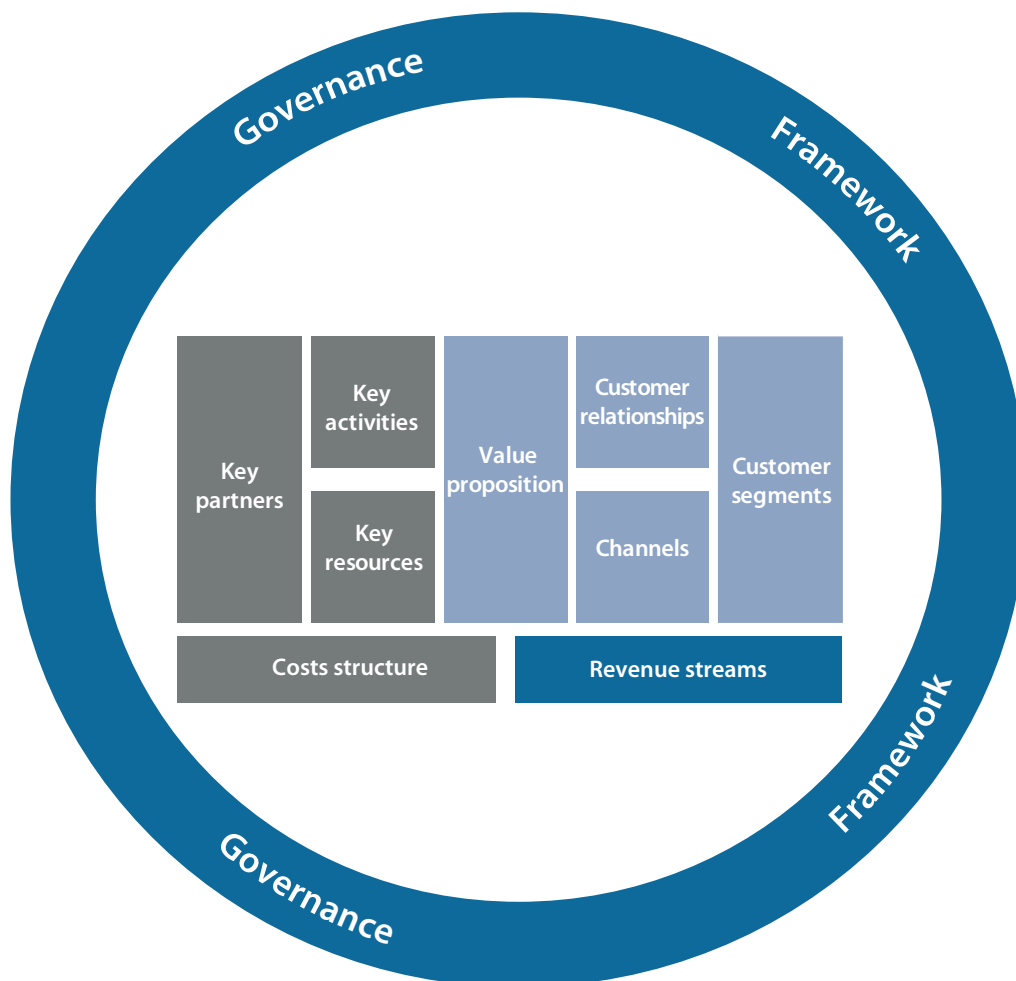 Governance
Framework
Key
activities
Customer
relationships
Value
proposition
Key
partners
Customer
segments
Key
resources
Channels
Costs structure
Revenue streams
Framework
Governance